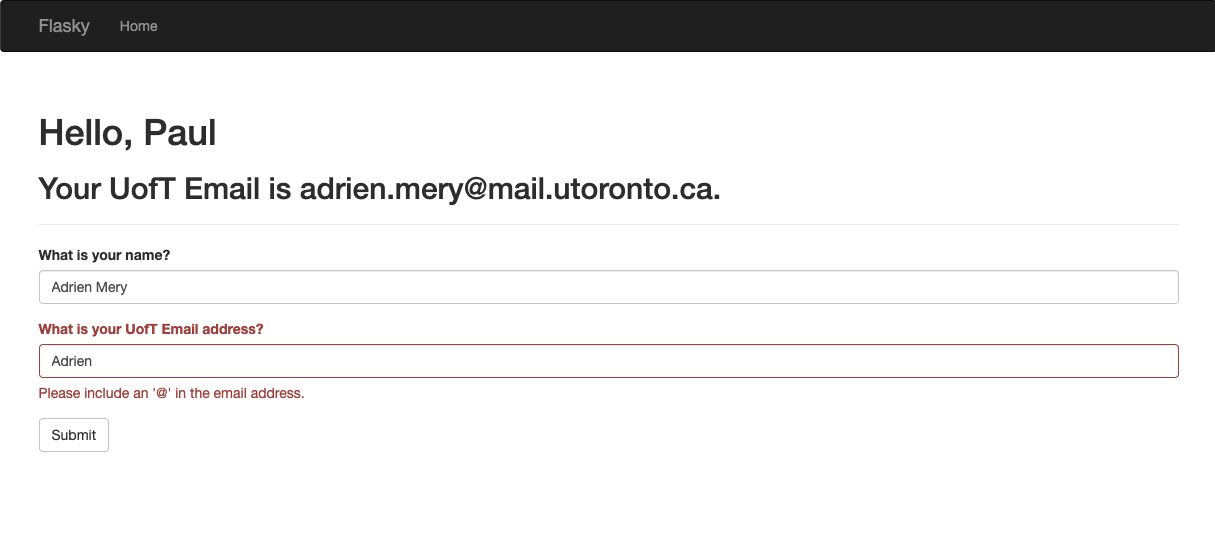 Flasky Home
Hello, Paul
Your UofT Email is adrien.mery@mail.utoronto.ca.
What is your name?
Adrien Mery
What is your UofT Email address?
Adrien
Please include an '@' in the email address.
Submit